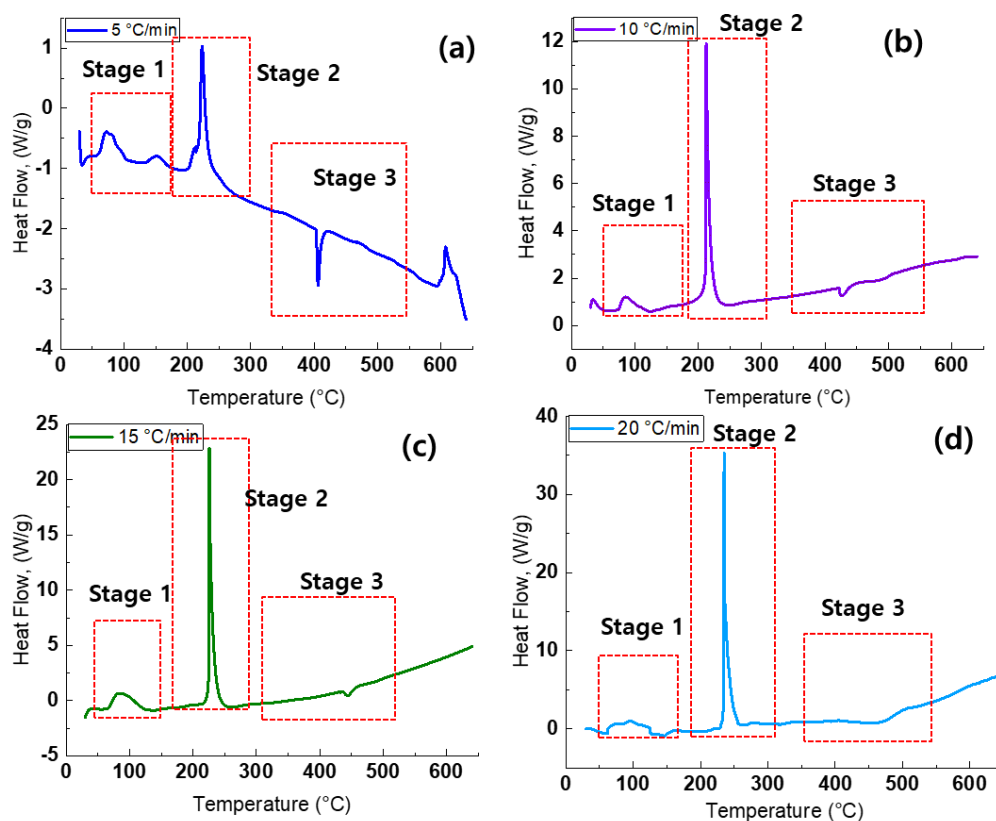 5 °C/min
(a)
Stage 1
Stage 2
Stage 3
1
0
-1
-2
-3
-4
Heat Flow, (W/g)
0 100 200 300 400 500 600
Temperature (°C)
10 °C/min
(b)
Stage 2
Stage 1
Stage 3
12
10
8
6
4
2
0
Heat Flow, (W/g)
0 100 200 300 400 500 600
Temperature (°C)
15 °C/min
(c)
Stage 2
Stage 1
Stage 3
25
20
15
10
5
0
-5
Heat Flow, (W/g)
0 100 200 300 400 500 600
Temperature (°C)
20 °C/min
(d)
Stage 2
Stage 1
Stage 3
40
30
20
10
0
Heat Flow, (W/g)
0 100 200 300 400 500 600
Temperature (°C)